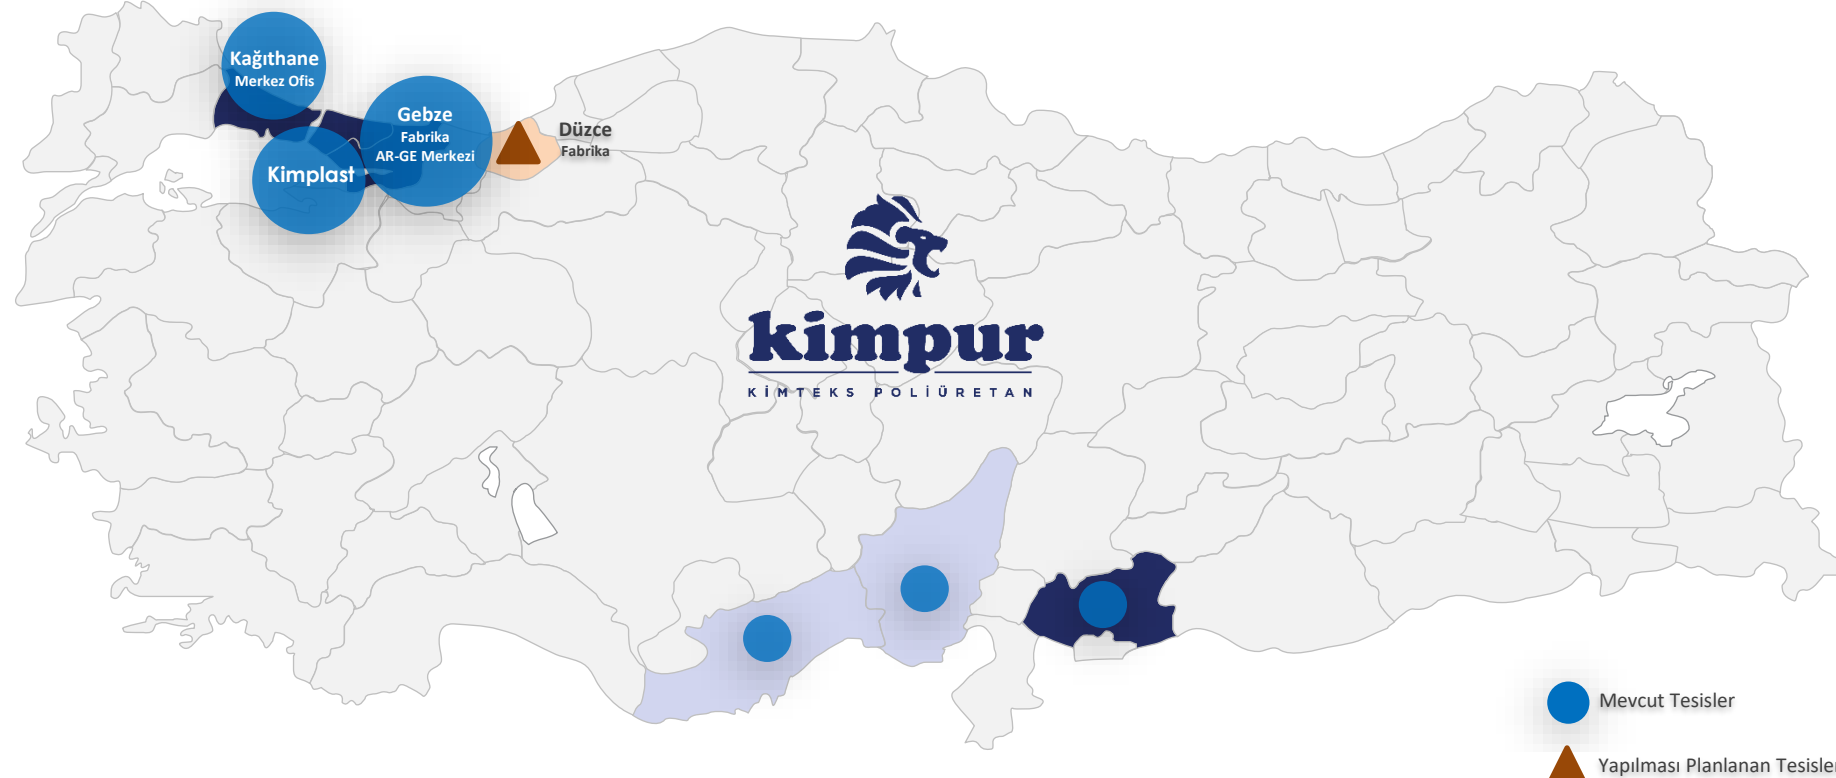 Kağıthane
Merkez Ofis
Gebze
Fabrika
AR-GE Merkezi
Kimplast
Düzce
Fabrika
kimpur
KİMTEKS POLİÜRETAN
Mevcut Tesisler
Yapılması Planlanan Tesisler